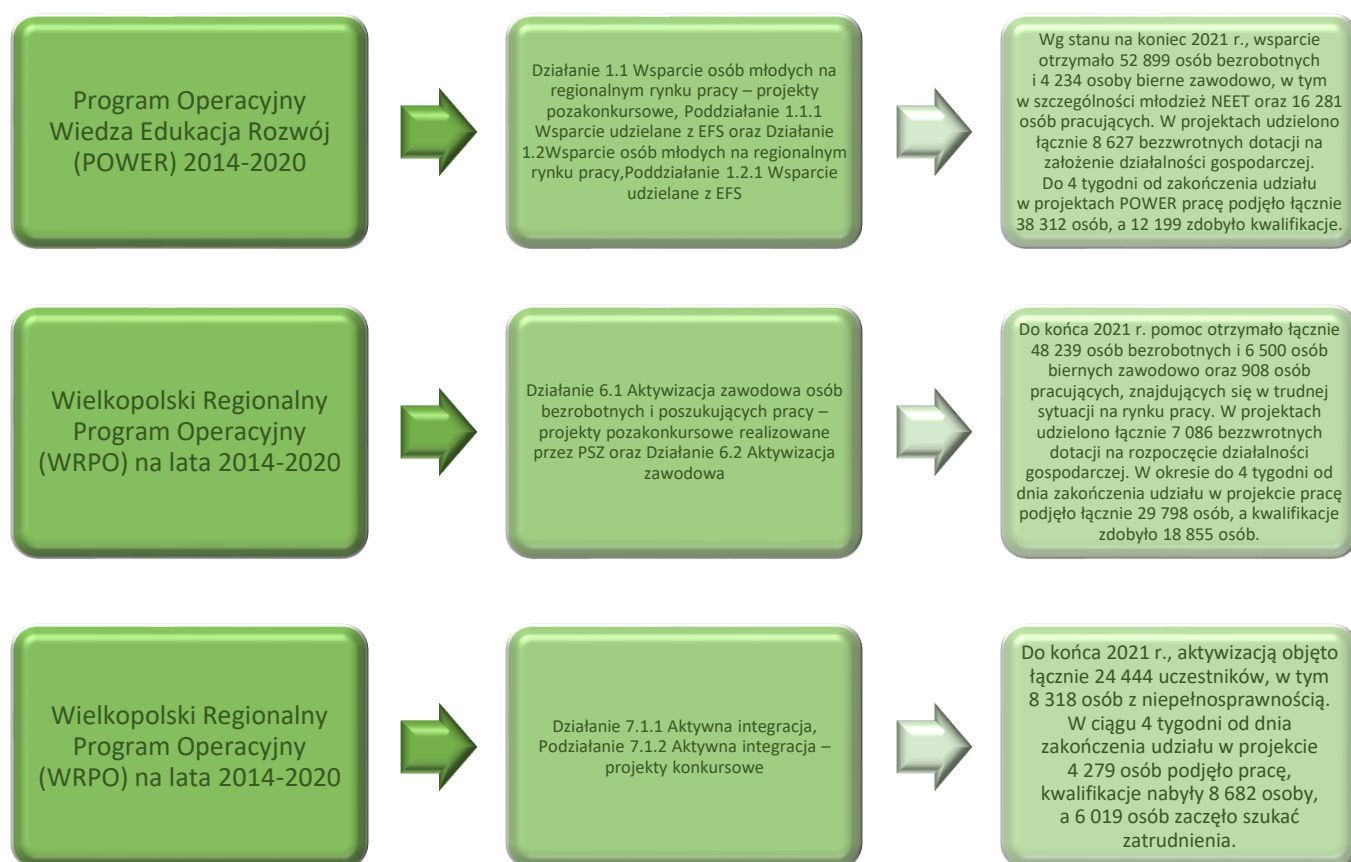 Program Operacyjny
Wiedza Edukacja Rozwój
(POWER) 2014-2020
Działanie 1.1 Wsparcie osób młodych na
regionalnym rynku pracy – projekty
pozakonkursowe, Poddziałanie 1.1.1
Wsparcie udzielane z EFS oraz Działanie
1.2Wsparcie osób młodych na regionalnym
rynku pracy,Poddziałanie 1.2.1 Wsparcie
udzielane z EFS
Wg stanu na koniec 2021 r., wsparcie
otrzymało 52 899 osób bezrobotnych
i 4 234 osoby bierne zawodowo, w tym
w szczególności młodzież NEET oraz 16 281
osób pracujących. W projektach udzielono
łącznie 8 627 bezzwrotnych dotacji na
założenie działalności gospodarczej.
Do 4 tygodni od zakończenia udziału
w projektach POWER pracę podjęło łącznie
38 312 osób, a 12 199 zdobyło kwalifikacje.
Wielkopolski Regionalny
Program Operacyjny
(WRPO) na lata 2014-2020
Działanie 6.1 Aktywizacja zawodowa osób
bezrobotnych i poszukujących pracy –
projekty pozakonkursowe realizowane
przez PSZ oraz Działanie 6.2 Aktywizacja
zawodowa
Do końca 2021 r. pomoc otrzymało łącznie
48 239 osób bezrobotnych i 6 500 osób
biernych zawodowo oraz 908 osób
pracujących, znajdujących się w trudnej
sytuacji na rynku pracy. W projektach
udzielono łącznie 7 086 bezzwrotnych
dotacji na rozpoczęcie działalności
gospodarczej. W okresie do 4 tygodni od
dnia zakończenia udziału w projekcie pracę
podjęło łącznie 29 798 osób, a kwalifikacje
zdobyło 18 855 osób.
Wielkopolski Regionalny
Program Operacyjny
(WRPO) na lata 2014-2020
Działanie 7.1.1 Aktywna integracja,
Podziałanie 7.1.2 Aktywna integracja –
projekty konkursowe
Do końca 2021 r., aktywizacją objęto
łącznie 24 444 uczestników, w tym
8 318 osób z niepełnosprawnością.
W ciągu 4 tygodni od dnia
zakończenia udziału w projekcie
4 279 osób podjęło pracę,
kwalifikacje nabyły 8 682 osoby,
a 6 019 osób zaczęło szukać
zatrudnienia.